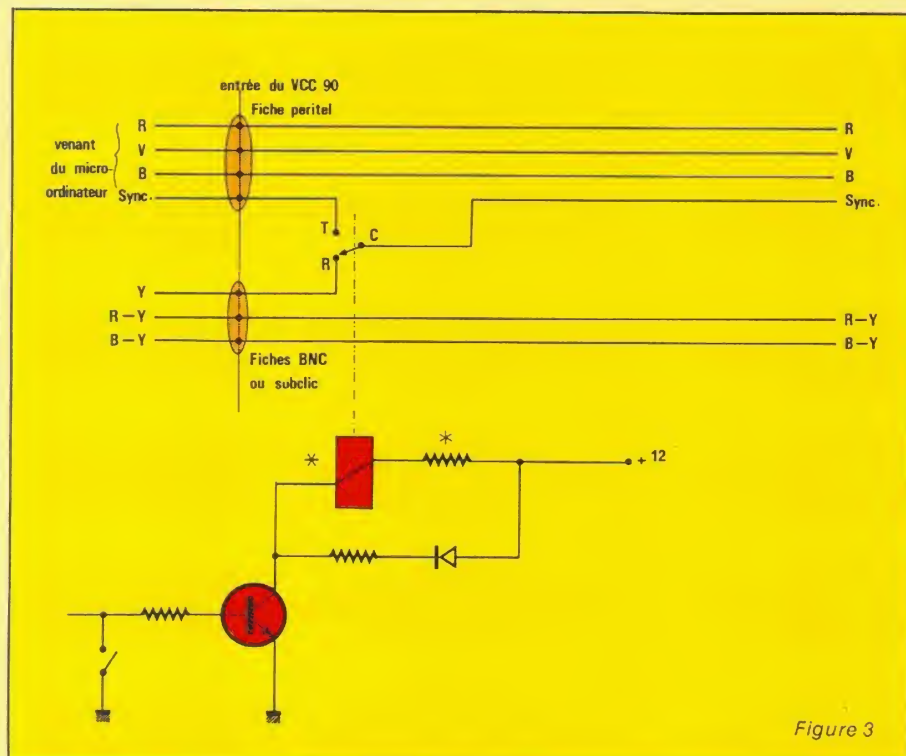 entrée du VCC 90
Fiche peritel
venant
du micro-
ordinateur
R
V
B
Sync.
R
V
B
Sync.
T
C
R
Y
R-Y
B-Y
R-Y
B-Y
Fiches BNC
ou subclic
*
*
+ 12
Figure 3